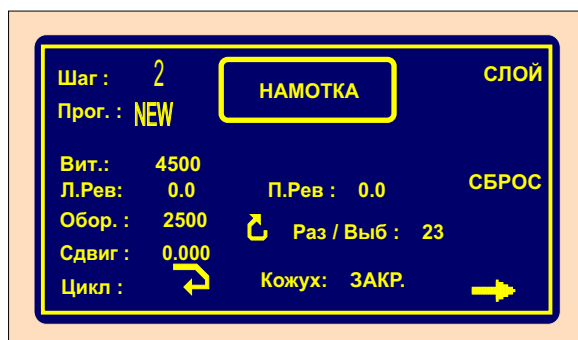 Шаг : 2
НАМОТКА
СЛОЙ
Прог. : NEW
Вит.: 4500
Л.Рев: 0.0 П.Рев : 0.0
СБРОС
Обор. : 2500 Раз / Выб : 23
Сдвиг : 0.000
Цикл : Кожух: ЗАКР.